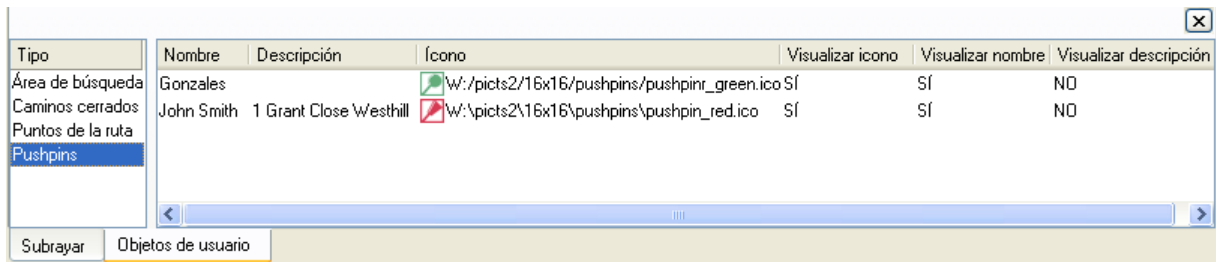 Tipo
Área de búsqueda
Caminos cerrados
Puntos de la ruta
Pushpins
Nombre Descripción Ícono Visualizar icono Visualizar nombre Visualizar descripción
Gonzales W:/picts2/16x16/pushpins/pushpinr_green.ico SÍ SÍ NO
John Smith 1 Grant Close Westhill W:\picts2\16x16\pushpins\pushpin_red.ico SÍ SÍ NO
Subrayar Objetos de usuario